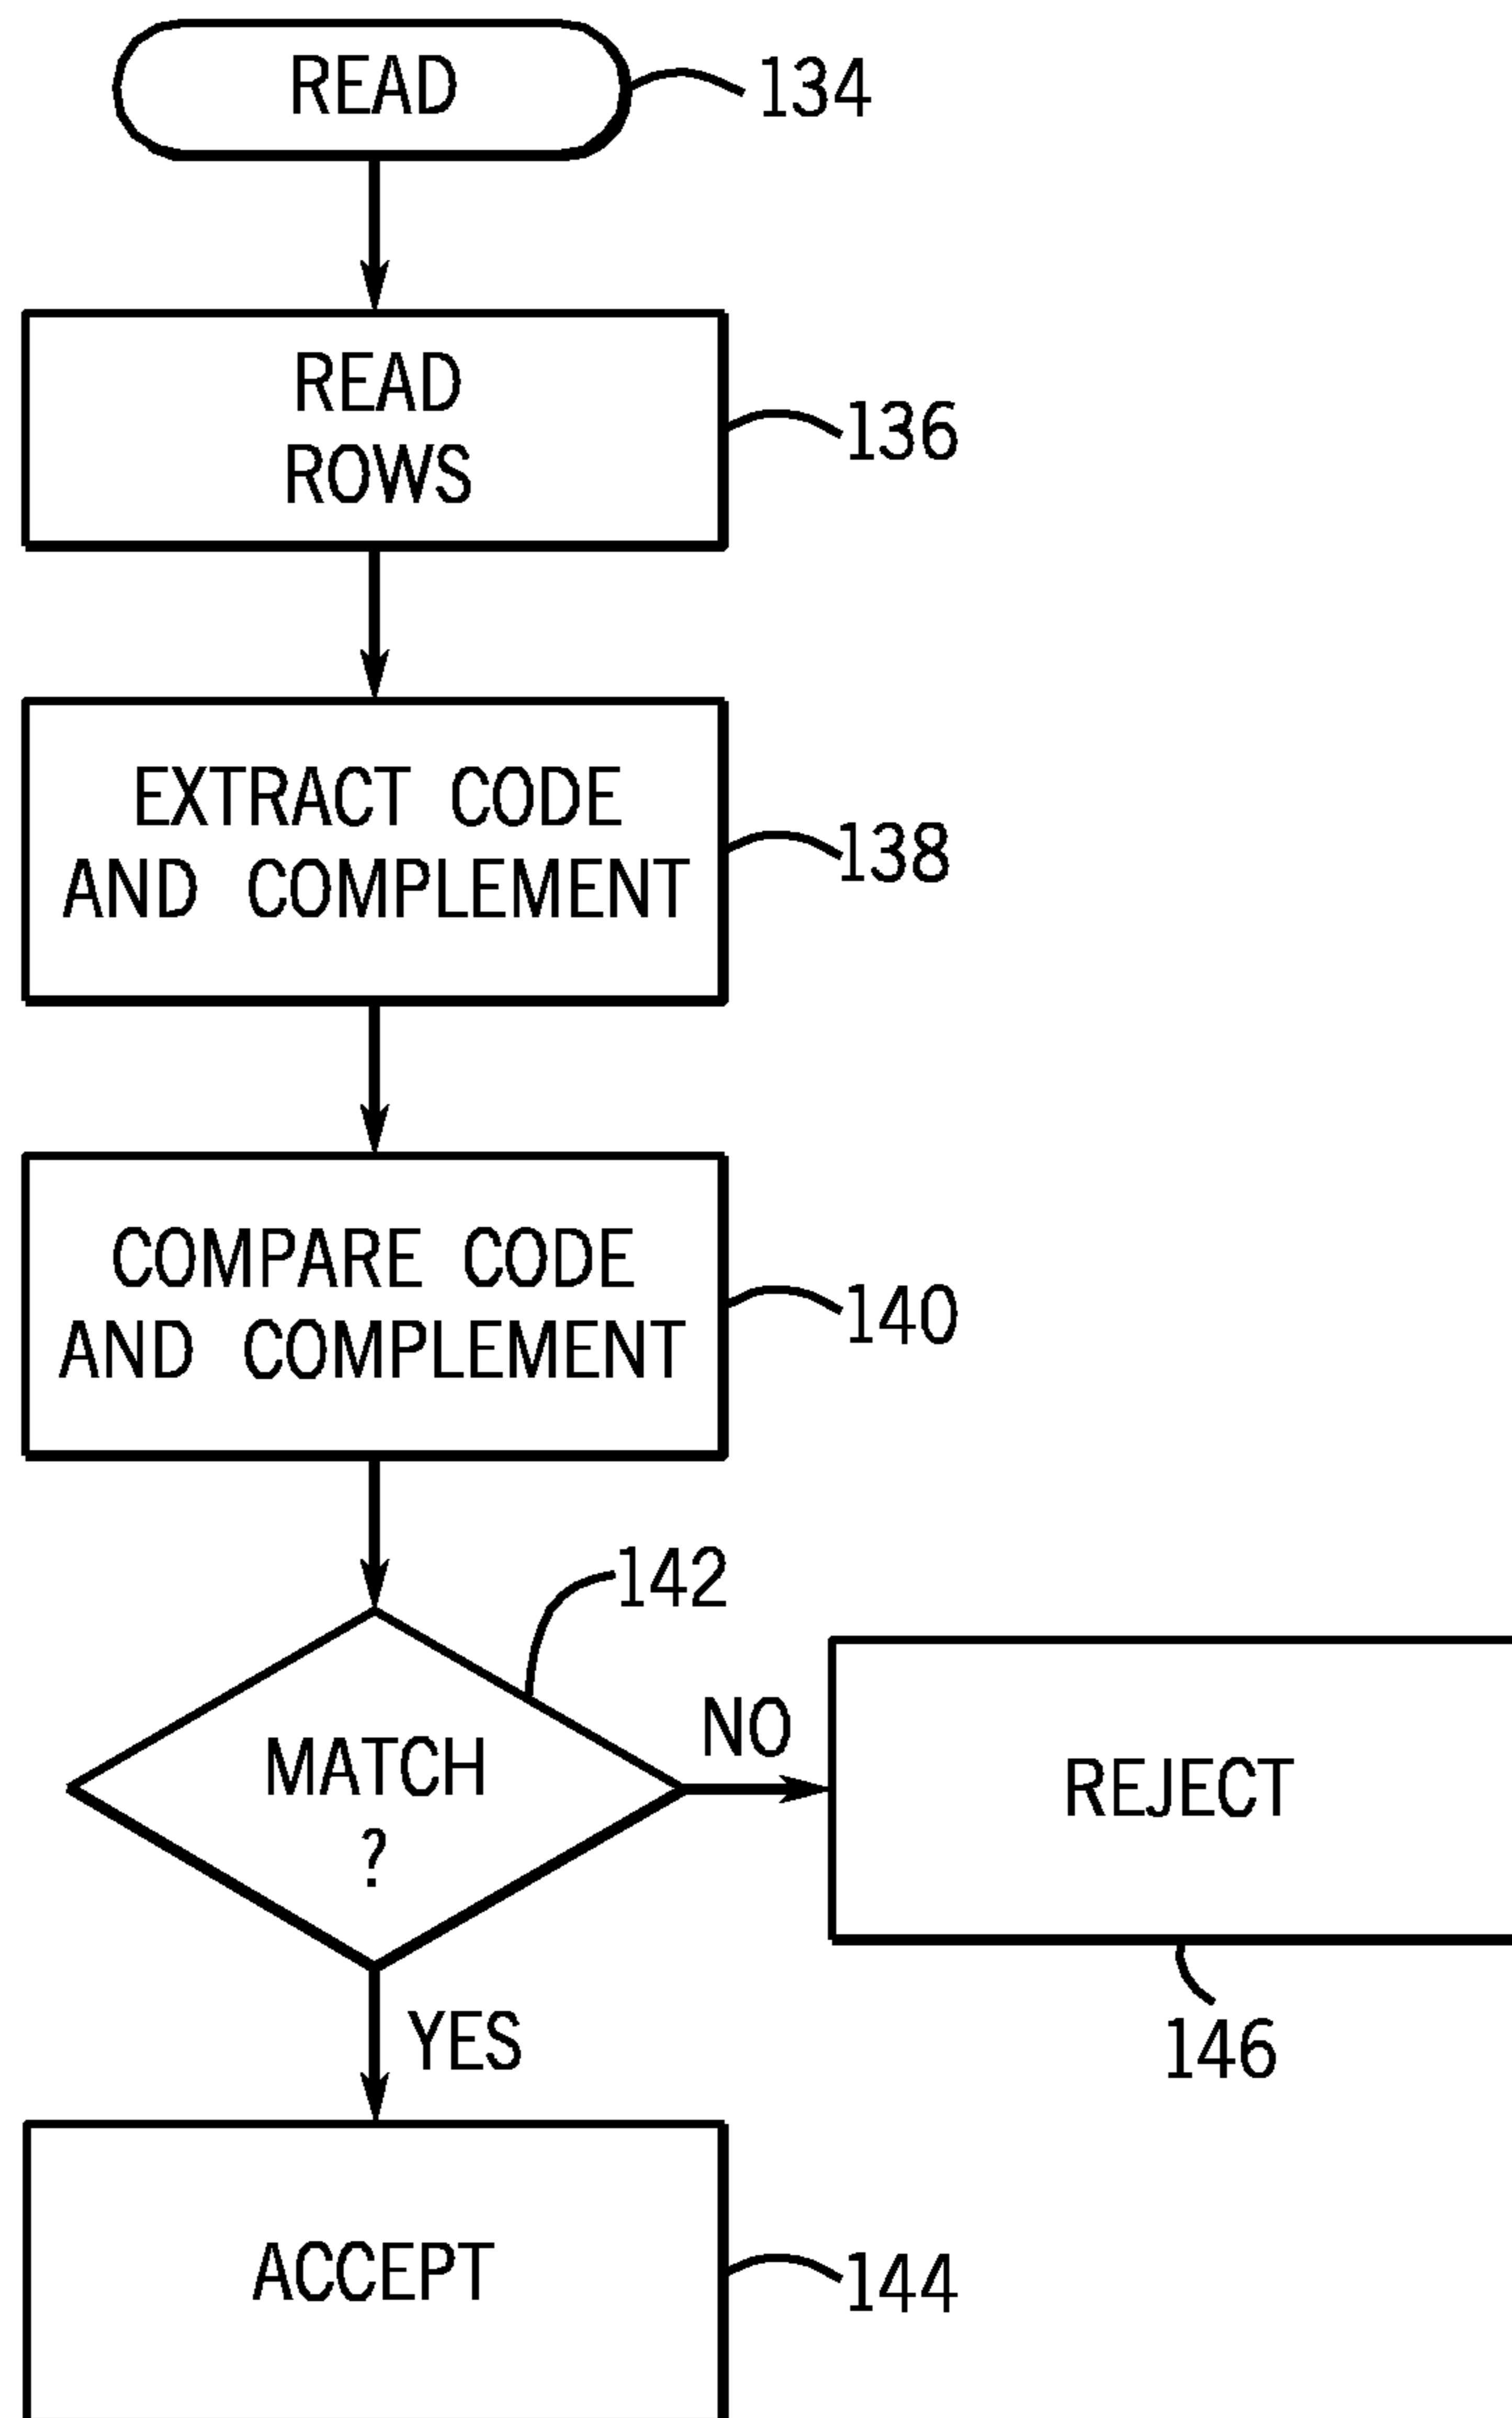 READ
134
READ
ROWS
136
EXTRACT CODE
AND COMPLEMENT
138
COMPARE CODE
AND COMPLEMENT
140
142
MATCH
?
NO
REJECT
146
YES
ACCEPT
144